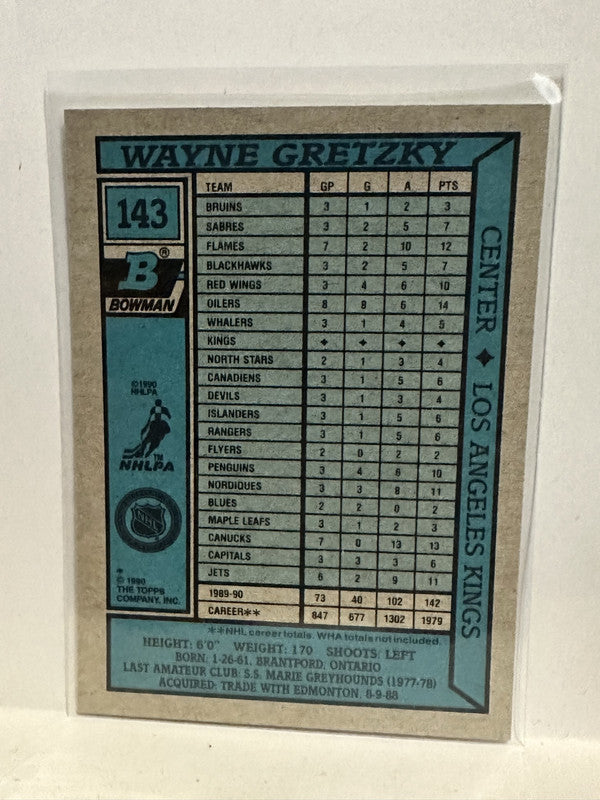 WAYNE GRETZKY
143
B®
BOWMAN
©1990
NHLPA
NHLPA™
NHL
*
© 1990
THE TOPPS
COMPANY, INC.
TEAM GP G A PTS
BRUINS 3 1 2 3
SABRES 3 2 5 7
FLAMES 7 2 10 12
BLACKHAWKS 3 2 5 7
RED WINGS 3 4 6 10
OILERS 8 8 6 14
WHALERS 3 1 4 5
KINGS ◆ ◆ ◆ ◆
NORTH STARS 2 1 3 4
CANADIENS 3 1 5 6
DEVILS 3 1 3 4
ISLANDERS 3 1 5 6
RANGERS 3 1 5 6
FLYERS 2 0 2 2
PENGUINS 3 4 6 10
NORDIQUES 3 3 8 11
BLUES 2 2 0 2
MAPLE LEAFS 3 1 2 3
CANUCKS 7 0 13 13
CAPITALS 3 3 3 6
JETS 6 2 9 11
1989-90 73 40 102 142
CAREER** 847 677 1302 1979
CENTER ◆ LOS ANGELES KINGS
**NHL career totals. WHA totals not included.
HEIGHT: 6'0" WEIGHT: 170 SHOOTS: LEFT
BORN: 1-26-61, BRANTFORD, ONTARIO
LAST AMATEUR CLUB: S.S. MARIE GREYHOUNDS (1977-78)
ACQUIRED: TRADE WITH EDMONTON, 8-9-88